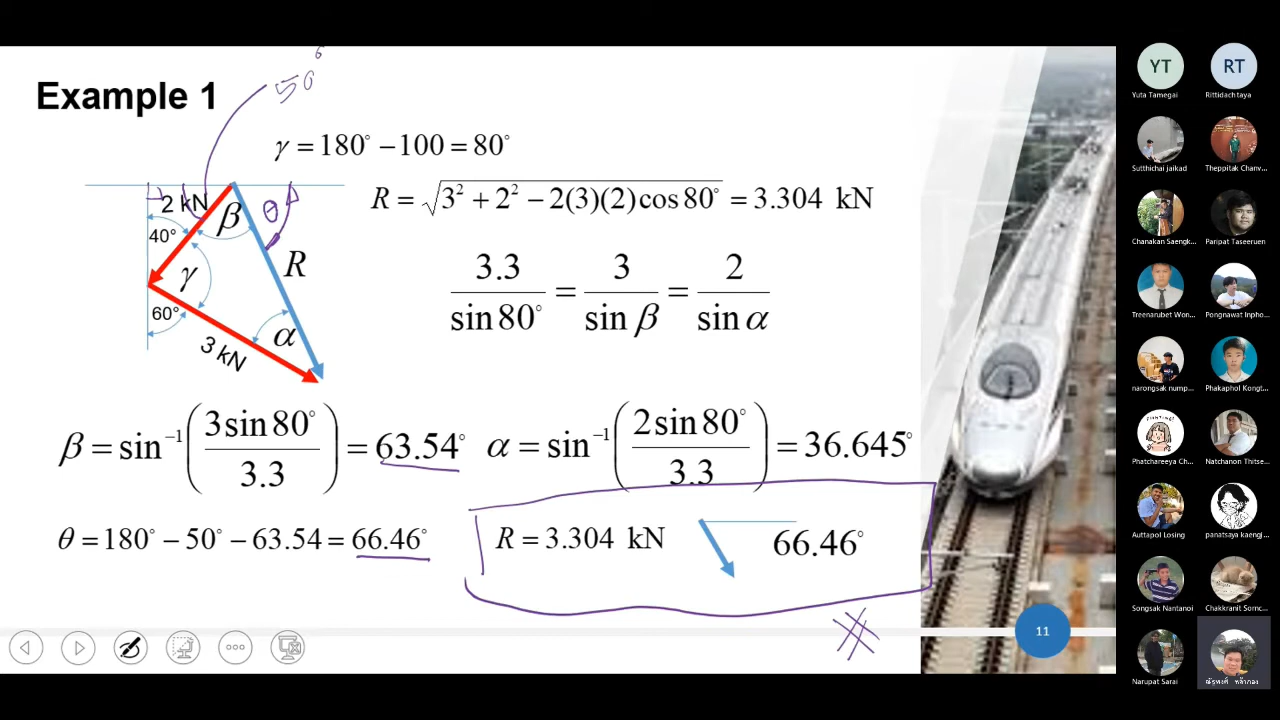 50°
Example 1
γ = 180° − 100 = 80°
2 kN
β
θ
40°
γ
R
60°
α
3 kN
R = √(3² + 2² − 2(3)(2)cos 80°) = 3.304 kN
3.3 / sin 80° = 3 / sin β = 2 / sin α
β = sin⁻¹(3 sin 80° / 3.3) = 63.54°
α = sin⁻¹(2 sin 80° / 3.3) = 36.645°
θ = 180° − 50° − 63.54 = 66.46°
R = 3.304 kN
66.46°
11
YT
RT
Yuta Tamegai
Rittidach taya
Sutthichai jaikad
Theppitak Chanv...
Chanakan Saengk...
Paripat Taseeruen
Treenarubet Won...
Pongnawat Inpho...
narongsak nump...
Phakaphol Kongt...
Phatchareeya Ch...
Natchanon Thitse...
Auttapol Losing
panatsaya kaengj...
Songsak Nantanoi
Chakkranit Sornc...
Narupat Sarai